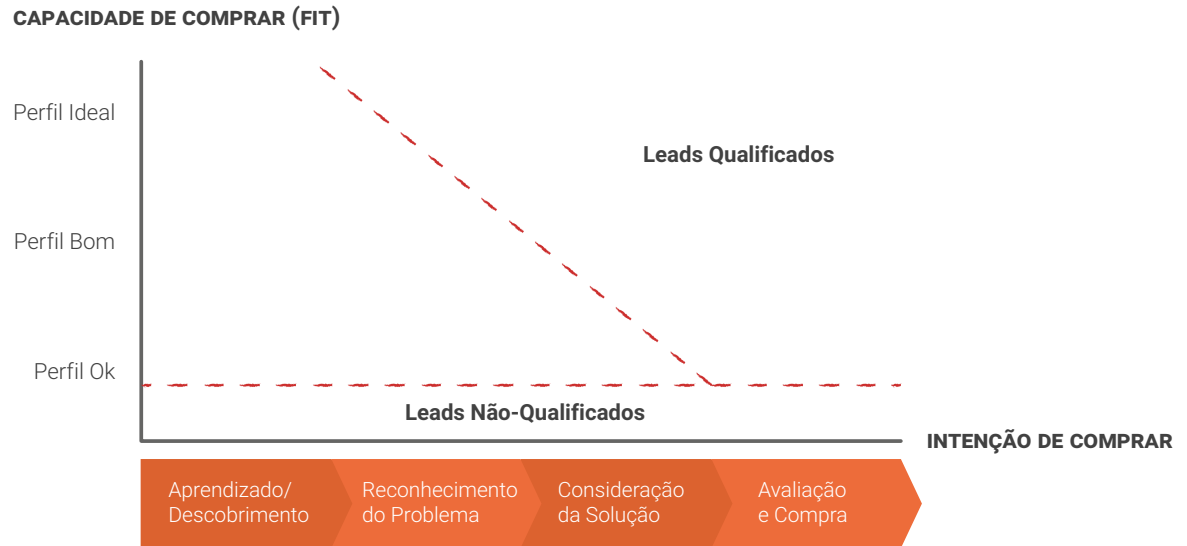 CAPACIDADE DE COMPRAR (FIT)
Perfil Ideal
Leads Qualificados
Perfil Bom
Perfil Ok
Leads Não-Qualificados
INTENÇÃO DE COMPRAR
Aprendizado/
Descobrimento
Reconhecimento
do Problema
Consideração
da Solução
Avaliação
e Compra